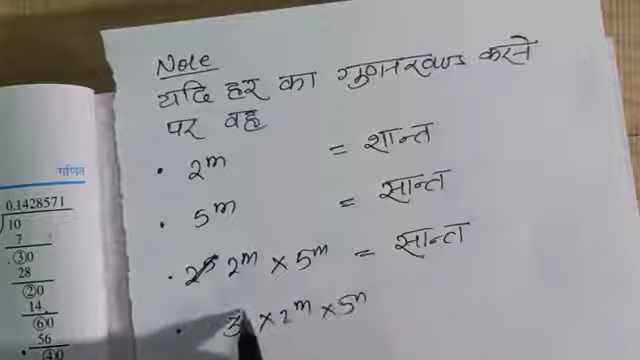 Note
यदि हर का गुणनखण्ड करने
पर वह
• 2^m = शान्त
• 5^m = सान्त
• 2^m × 5^m = सान्त
• 3 × 2^m × 5^n
गणित
0.1428571
10
7
③0
28
②0
14
⑥0
56
④0